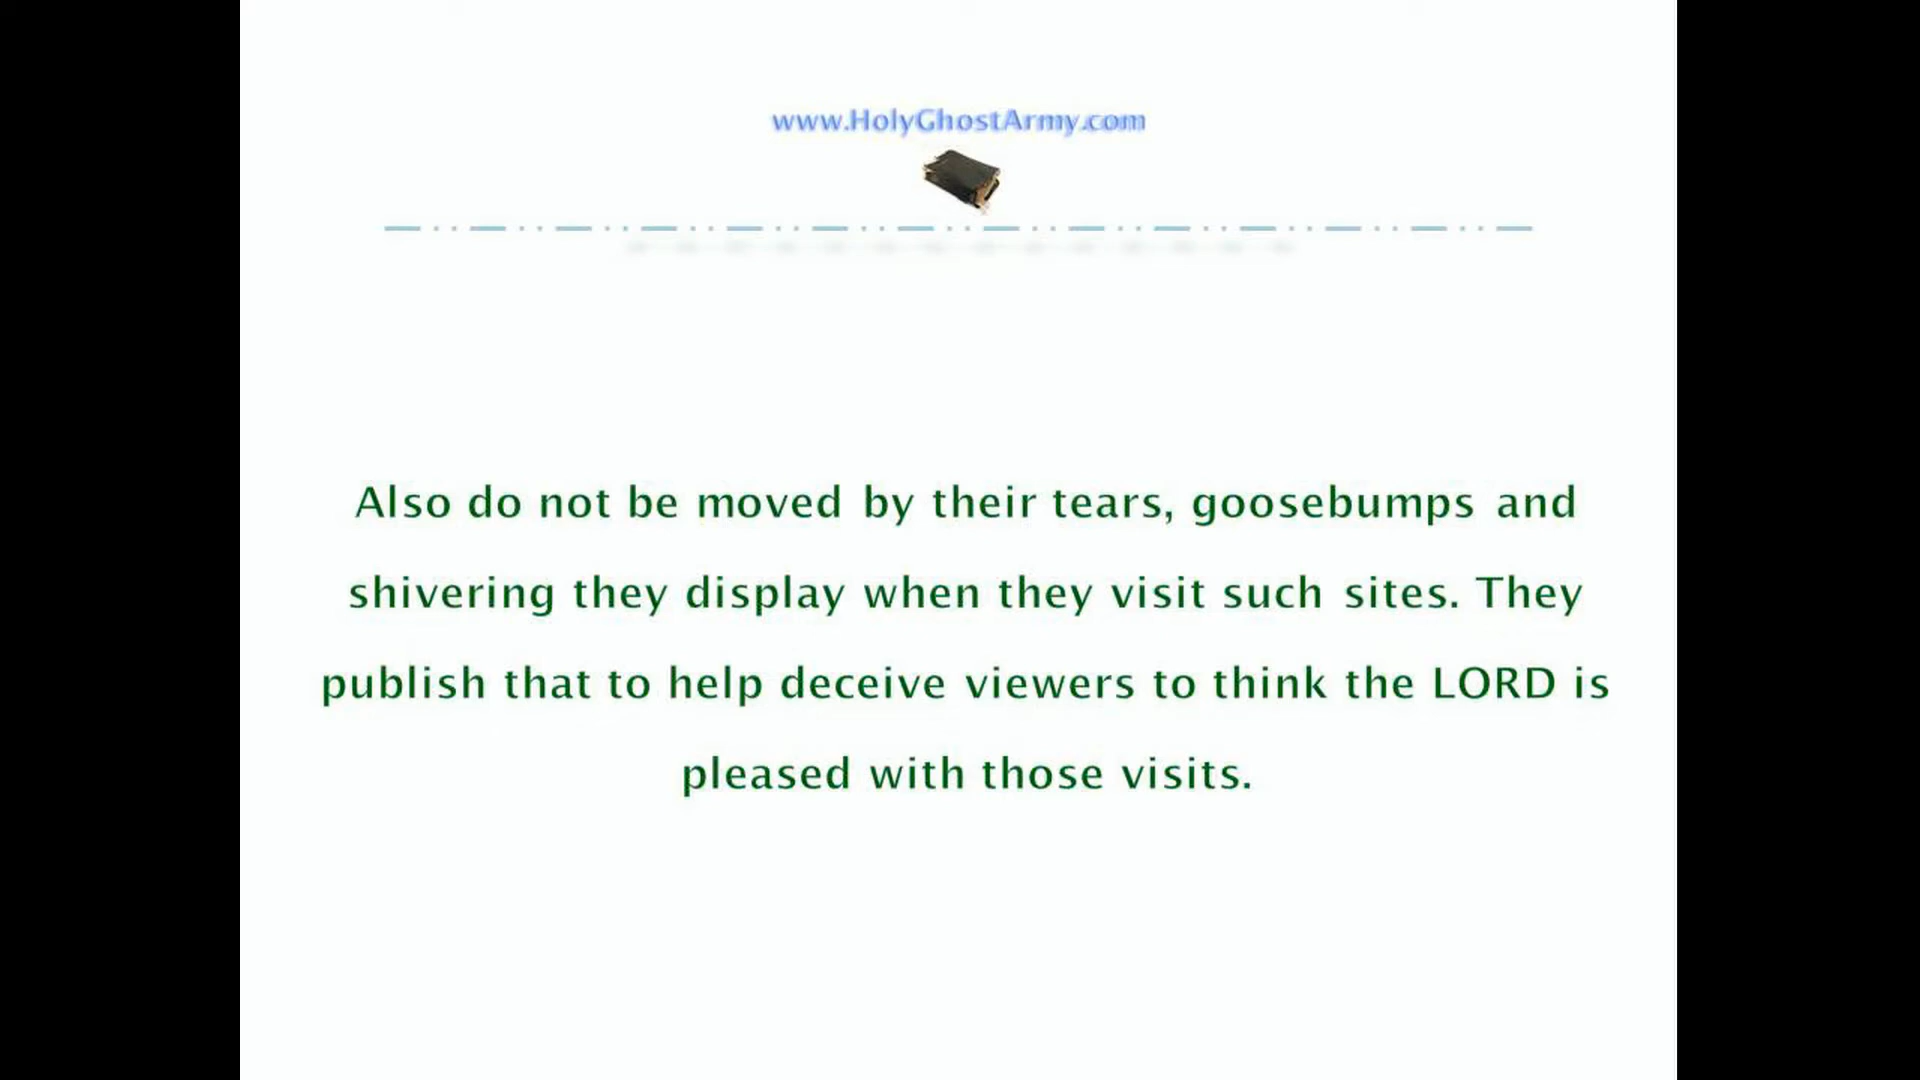 www.HolyGhostArmy.com
Also do not be moved by their tears, goosebumps and
shivering they display when they visit such sites. They
publish that to help deceive viewers to think the LORD is
pleased with those visits.